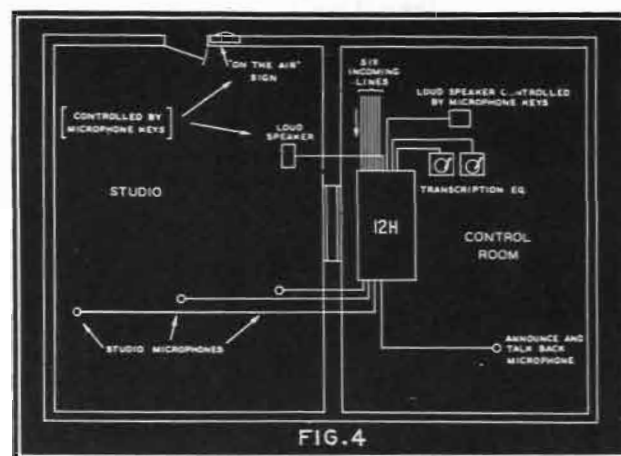 "ON THE AIR"
SIGN
SIX
INCOMING
LINES
LOUD SPEAKER CONTROLLED
BY MICROPHONE KEYS
[CONTROLLED BY
MICROPHONE KEYS]
LOUD
SPEAKER
TRANSCRIPTION EQ.
STUDIO
12H
CONTROL
ROOM
STUDIO MICROPHONES
ANNOUNCE AND
TALK BACK
MICROPHONE
FIG.4